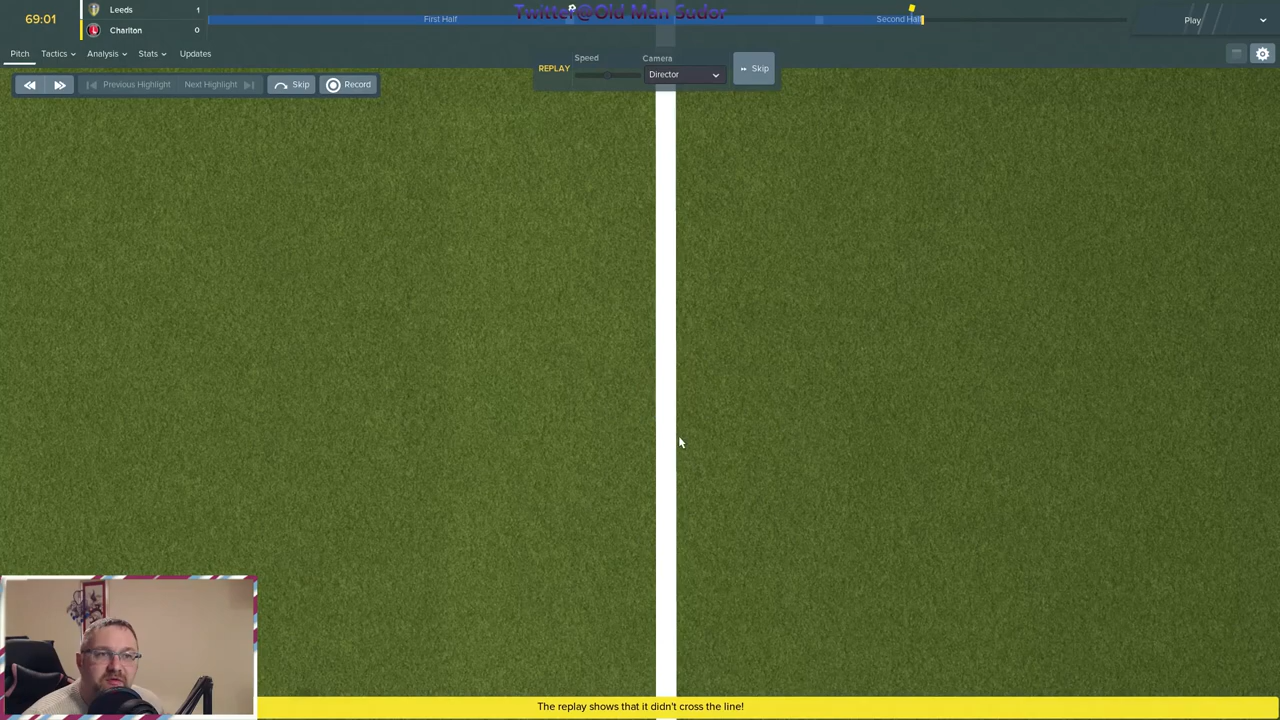 69:01
Leeds 1
Charlton 0
First Half
Twitter@Old Man Sudor
Second Half
Play
Pitch
Tactics
Analysis
Stats
Updates
REPLAY
Speed
Camera
Director
Skip
Previous Highlight
Next Highlight
Skip
Record
The replay shows that it didn't cross the line!